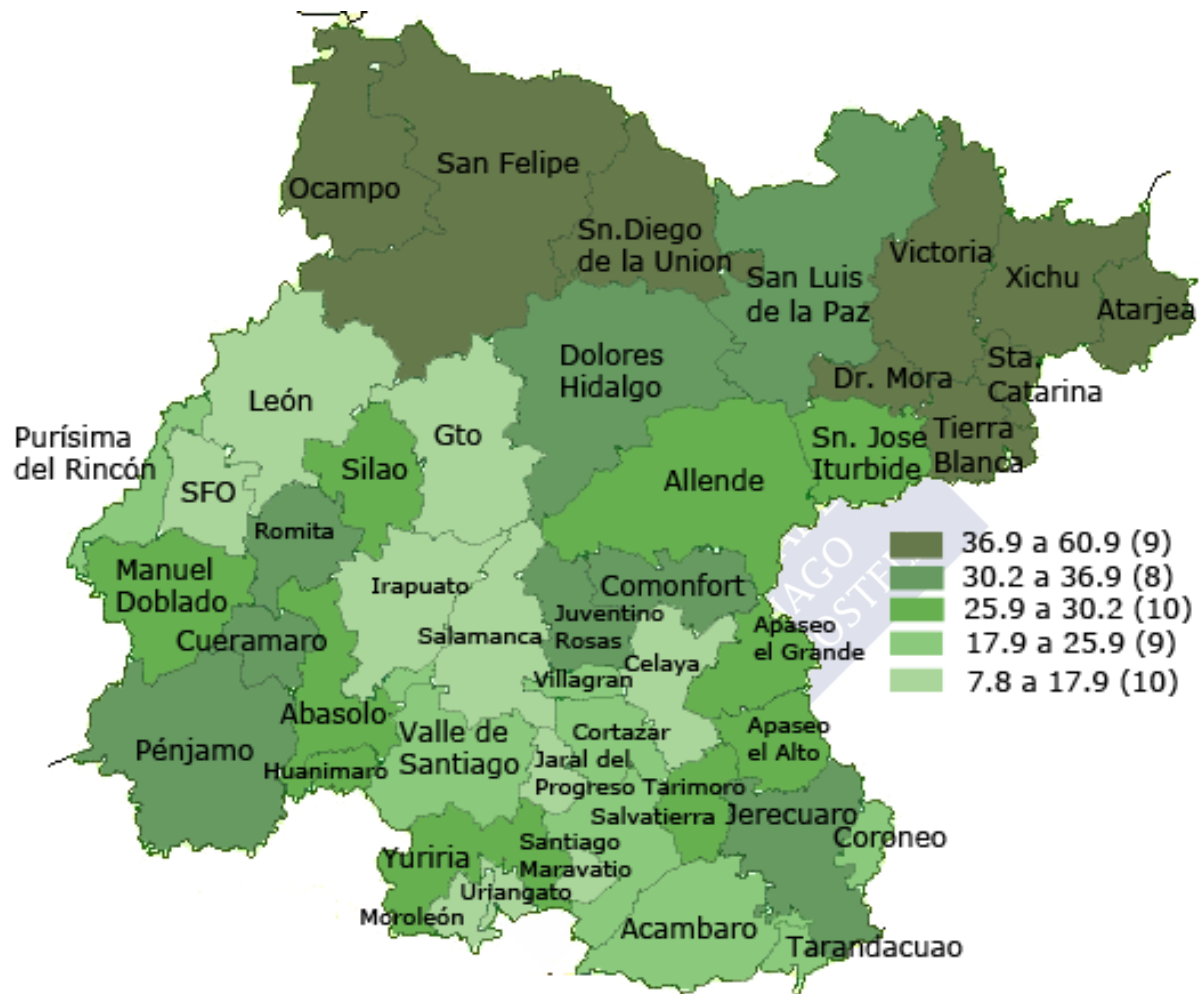 Ocampo
San Felipe
Sn.Diego
de la Union
San Luis
de la Paz
Victoria
Xichu
Atarjea
Dolores
Hidalgo
Dr. Mora
Sta.
Catarina
León
Gto
Purísima
del Rincón
Silao
SFO
Allende
Sn. José
Iturbide
Tierra
Blanca
Romita
Manuel
Doblado
Irapuato
Comonfort
Cueramaro
Salamanca
Juventino
Rosas
Celaya
Apaseo
el Grande
Villagran
Abasolo
Pénjamo
Huanimaro
Valle de
Santiago
Cortazar
Jaral del
Progreso
Tarimoro
Apaseo
el Alto
Salvatierra
Jerecuaro
Coroneo
Yuriria
Santiago
Maravatio
Uriangato
Moroleón
Acambaro
Tarandacuao
AGO
OSTEL
36.9 a 60.9 (9)
30.2 a 36.9 (8)
25.9 a 30.2 (10)
17.9 a 25.9 (9)
7.8 a 17.9 (10)